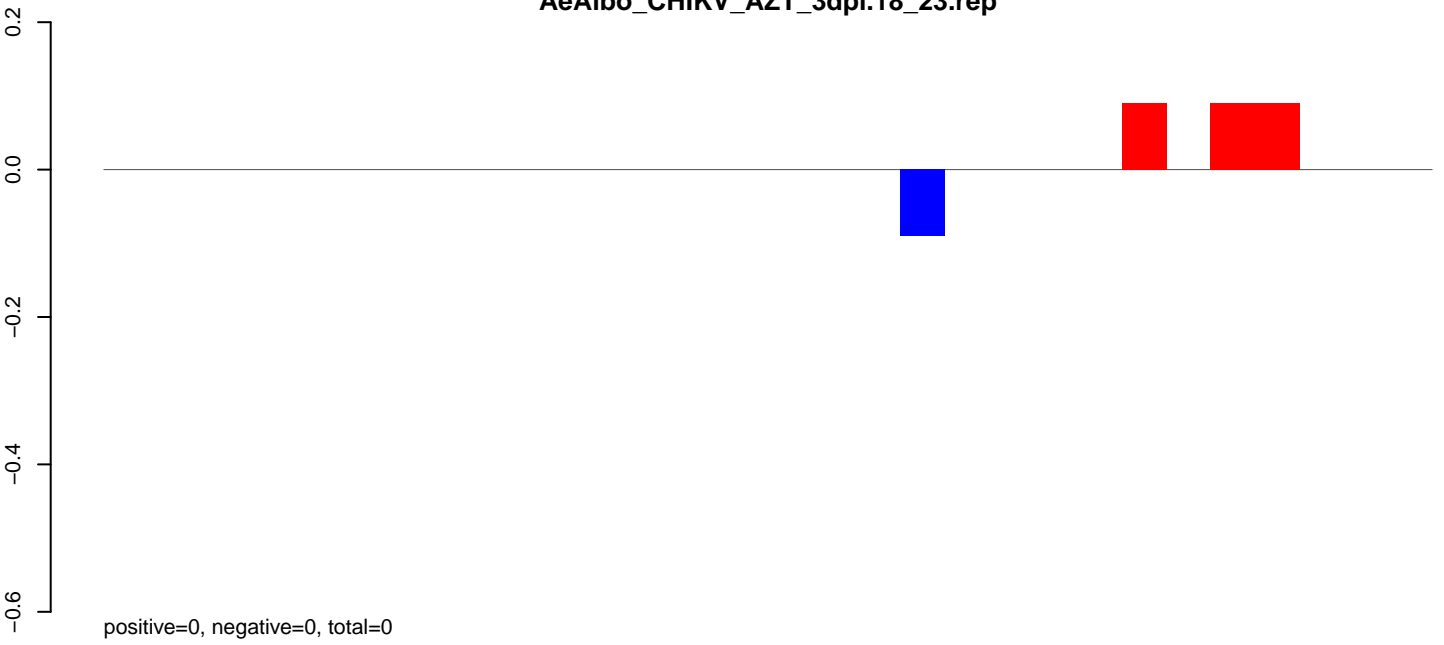 AeAlbo_CHIKV_AZT_3dpi.18_23.rep
0.2
0.0
−0.2
−0.4
−0.6
positive=0, negative=0, total=0